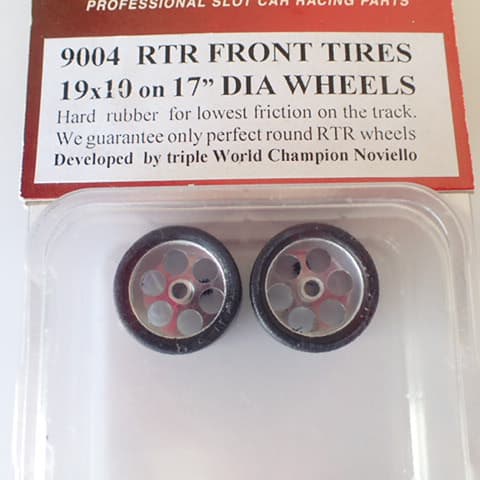 PROFESSIONAL SLOT CAR RACING PARTS
9004 RTR FRONT TIRES
19x10 on 17" DIA WHEELS
Hard rubber for lowest friction on the track.
We guarantee only perfect round RTR wheels
Developed by triple World Champion Noviello